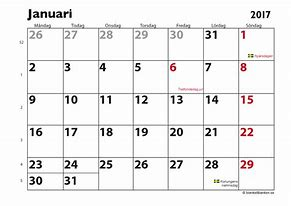 Januari 2017
Måndag Tisdag Onsdag Torsdag Fredag Lördag Söndag
52 26 27 28 29 30 31 1
Nyårsdagen
1 2 3 4 5 6 7 8
Trettondedag jul
2 9 10 11 12 13 14 15
3 16 17 18 19 20 21 22
4 23 24 25 26 27 28 29
Konungens
namnsdag
5 30 31
© blankettbanken.se